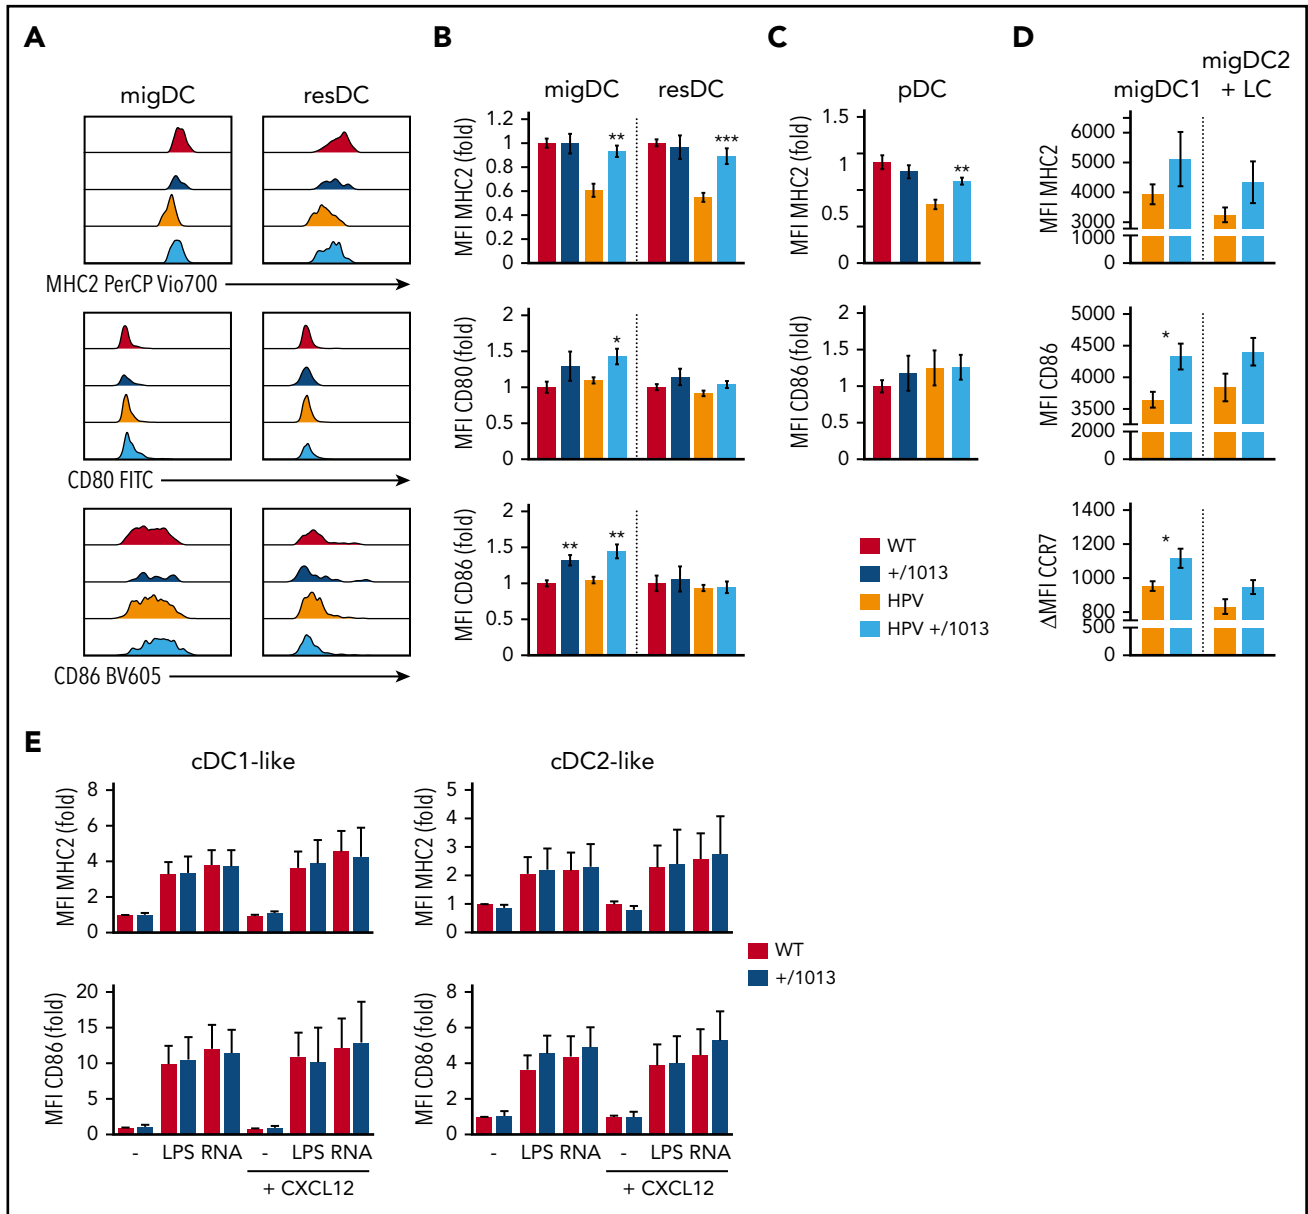 A
migDC
resDC
MHC2 PerCP Vio700
CD80 FITC
CD86 BV605
B
migDC
resDC
MFI MHC2 (fold)
1.2
1
0.8
0.6
0.4
0.2
0
**
***
MFI CD80 (fold)
2
1.5
1
0.5
0
*
MFI CD86 (fold)
2
1.5
1
0.5
0
**
**
C
pDC
MFI MHC2 (fold)
1.5
1
0.5
0
**
MFI CD86 (fold)
2
1.5
1
0.5
0
WT
+/1013
HPV
HPV +/1013
D
migDC1
migDC2
+ LC
MFI MHC2
6000
5000
4000
3000
1000
0
MFI CD86
5000
4500
4000
3500
2000
0
*
ΔMFI CCR7
1400
1200
1000
800
500
0
*
E
cDC1-like
MFI MHC2 (fold)
8
6
4
2
0
cDC2-like
MFI MHC2 (fold)
5
4
3
2
1
0
WT
+/1013
MFI CD86 (fold)
20
15
10
5
0
- LPS RNA - LPS RNA
+ CXCL12
MFI CD86 (fold)
8
6
4
2
0
- LPS RNA - LPS RNA
+ CXCL12